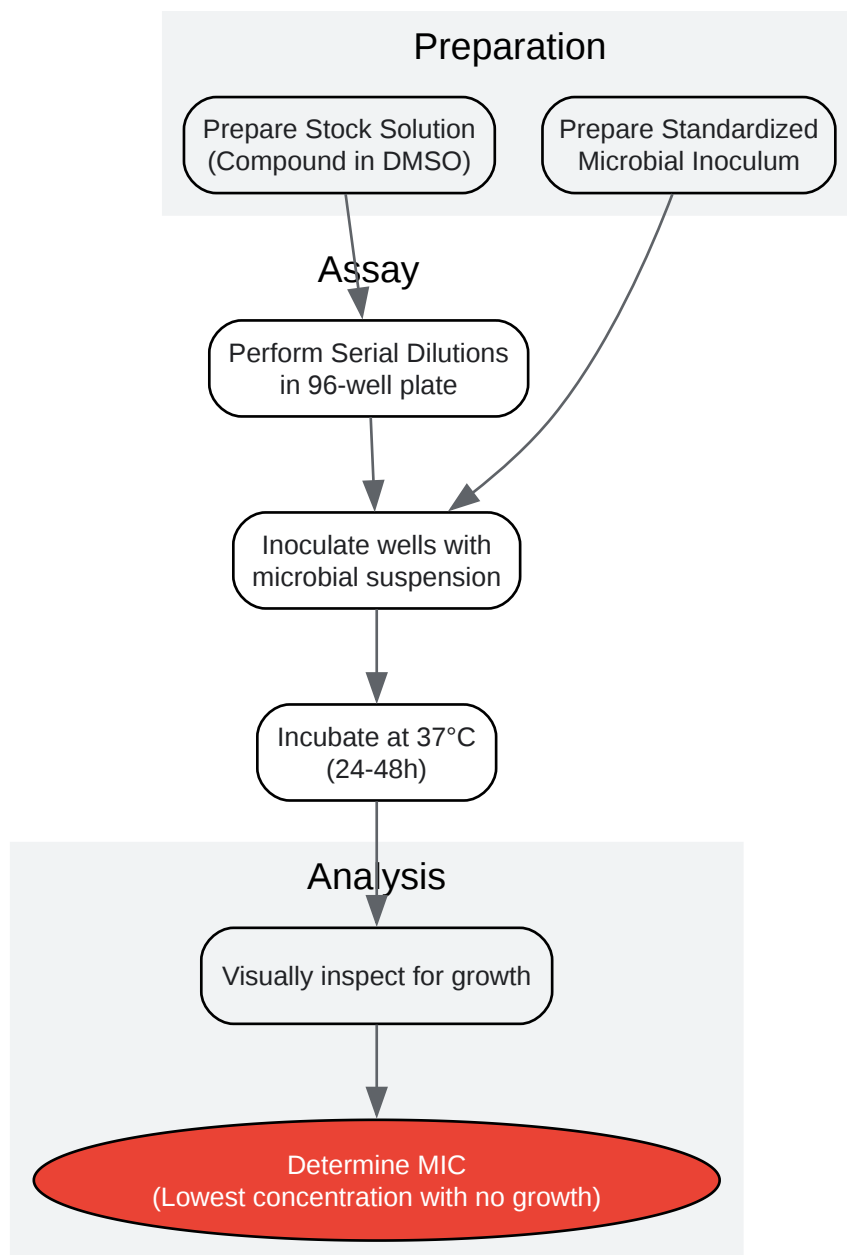 Preparation
Prepare Stock Solution
(Compound in DMSO)
Prepare Standardized
Microbial Inoculum
Assay
Perform Serial Dilutions
in 96-well plate
Inoculate wells with
microbial suspension
Incubate at 37°C
(24-48h)
Analysis
Visually inspect for growth
Determine MIC
(Lowest concentration with no growth)